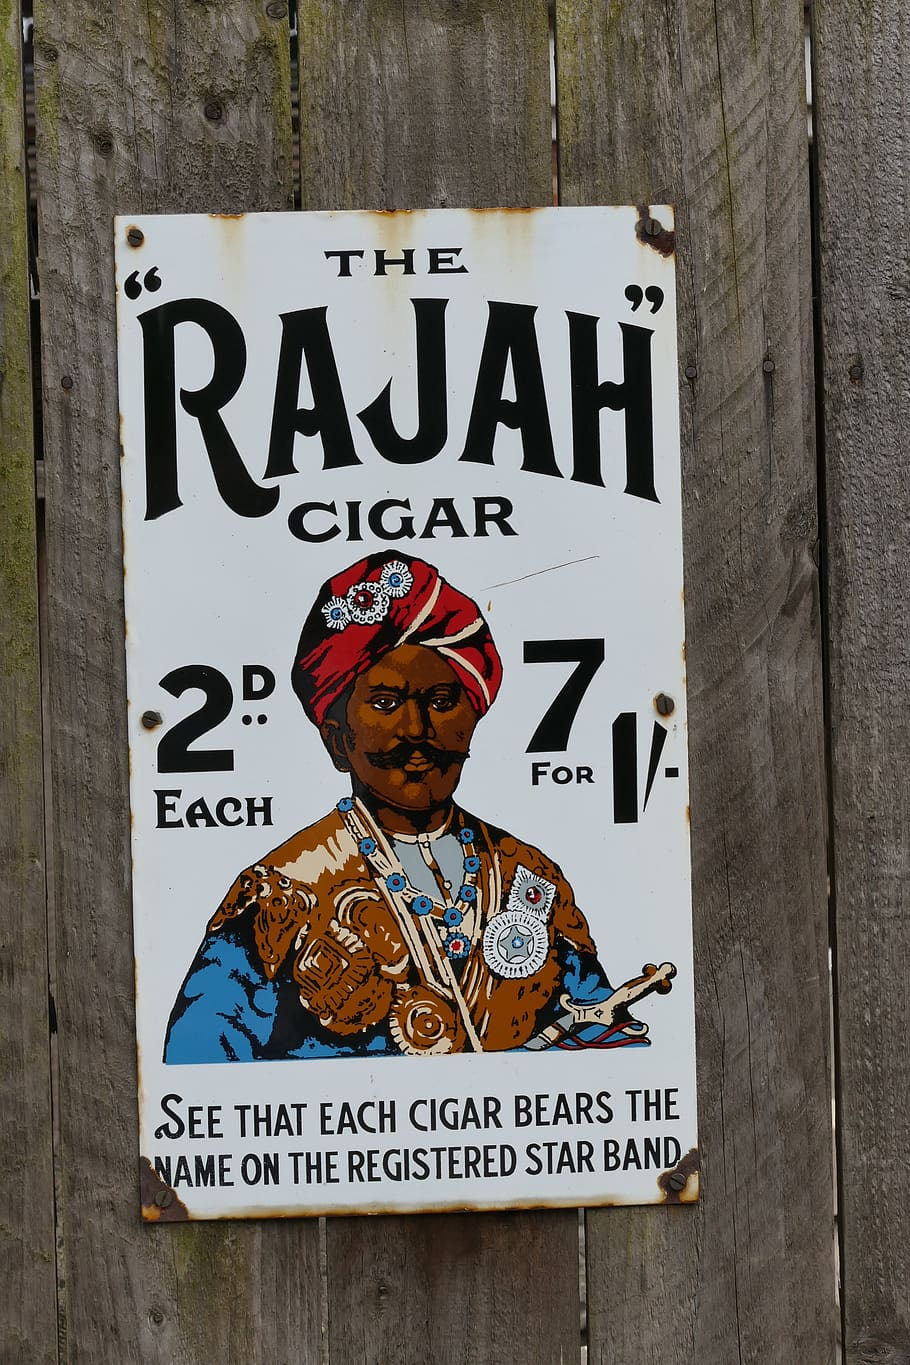 THE
“RAJAH”
CIGAR
2D
EACH
7
FOR 1/-
SEE THAT EACH CIGAR BEARS THE
NAME ON THE REGISTERED STAR BAND